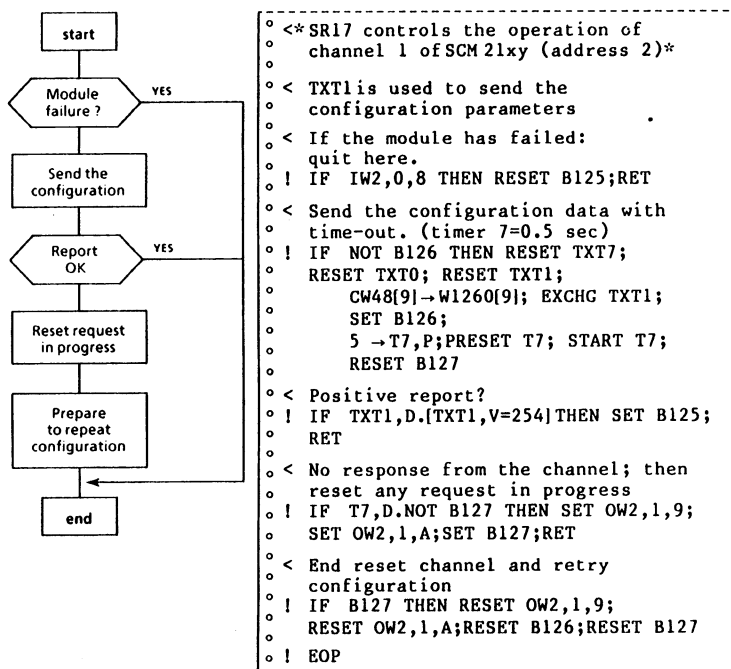 start
Module
failure ?
YES
Send the
configuration
Report
OK
YES
Reset request
in progress
Prepare
to repeat
configuration
end
<* SR17 controls the operation of
channel 1 of SCM 21xy (address 2)*
< TXT1 is used to send the
configuration parameters
< If the module has failed:
quit here.
! IF IW2,0,8 THEN RESET B125;RET
< Send the configuration data with
time-out. (timer 7=0.5 sec)
! IF NOT B126 THEN RESET TXT7;
RESET TXT0; RESET TXT1;
CW48[9]→W1260[9]; EXCHG TXT1;
SET B126;
5 →T7,P;PRESET T7; START T7;
RESET B127
< Positive report?
! IF TXT1,D.[TXT1,V=254]THEN SET B125;
RET
< No response from the channel; then
reset any request in progress
! IF T7,D.NOT B127 THEN SET OW2,1,9;
SET OW2,1,A;SET B127;RET
< End reset channel and retry
configuration
! IF B127 THEN RESET OW2,1,9;
RESET OW2,1,A;RESET B126;RESET B127
! EOP